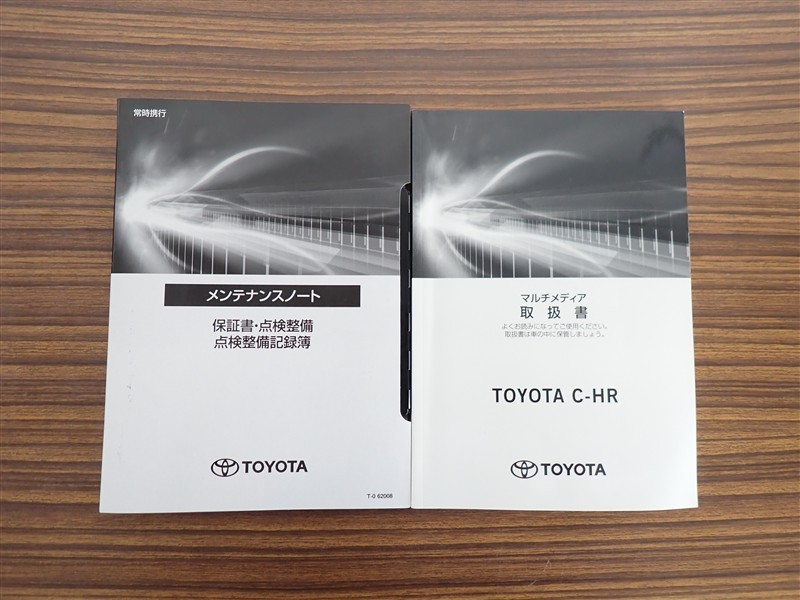 常時携行
メンテナンスノート
保証書・点検整備
点検整備記録簿
TOYOTA
T-0 62008
マルチメディア
取扱書
よくお読みになってご使用ください。
取扱書は車の中に保管しましょう。
TOYOTA C-HR
TOYOTA